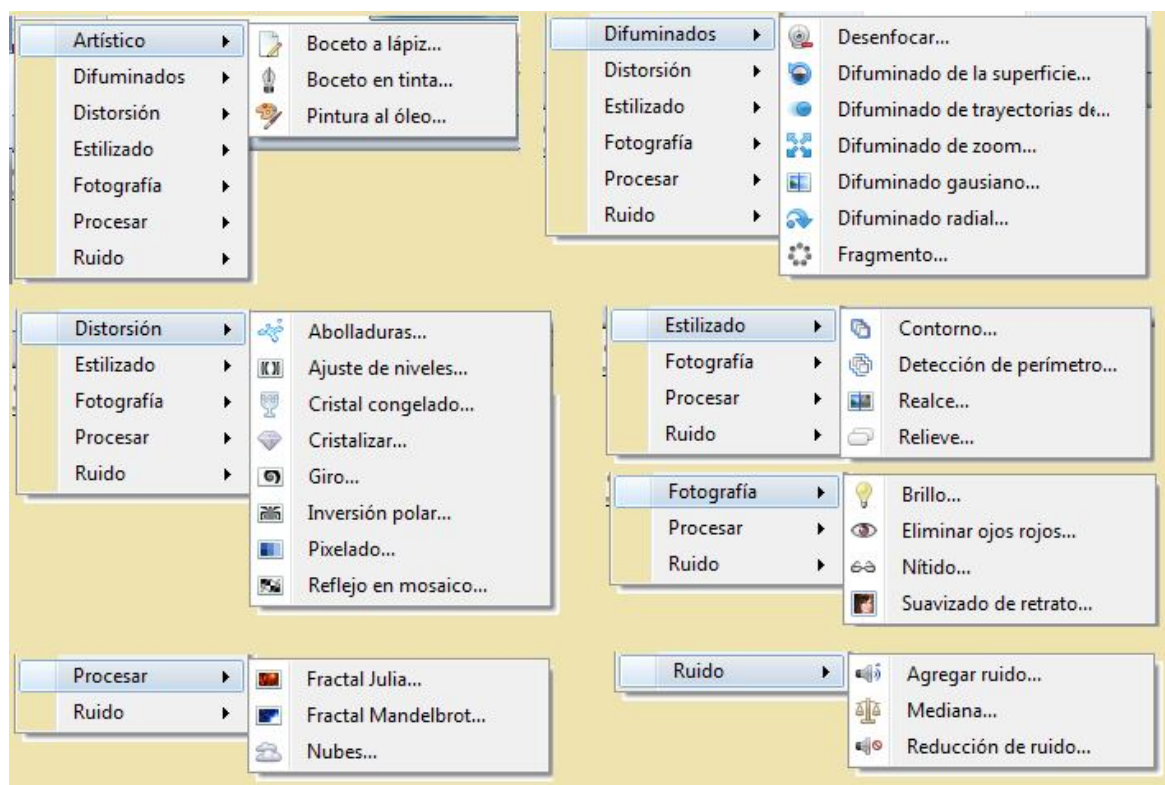 Artístico
Difuminados
Distorsión
Estilizado
Fotografía
Procesar
Ruido
Boceto a lápiz...
Boceto en tinta...
Pintura al óleo...
Difuminados
Distorsión
Estilizado
Fotografía
Procesar
Ruido
Desenfocar...
Difuminado de la superficie...
Difuminado de trayectorias de...
Difuminado de zoom...
Difuminado gausiano...
Difuminado radial...
Fragmento...
Distorsión
Estilizado
Fotografía
Procesar
Ruido
Abolladuras...
Ajuste de niveles...
Cristal congelado...
Cristalizar...
Giro...
Inversión polar...
Pixelado...
Reflejo en mosaico...
Estilizado
Fotografía
Procesar
Ruido
Contorno...
Detección de perímetro...
Realce...
Relieve...
Fotografía
Procesar
Ruido
Brillo...
Eliminar ojos rojos...
Nítido...
Suavizado de retrato...
Procesar
Ruido
Fractal Julia...
Fractal Mandelbrot...
Nubes...
Ruido
Agregar ruido...
Mediana...
Reducción de ruido...